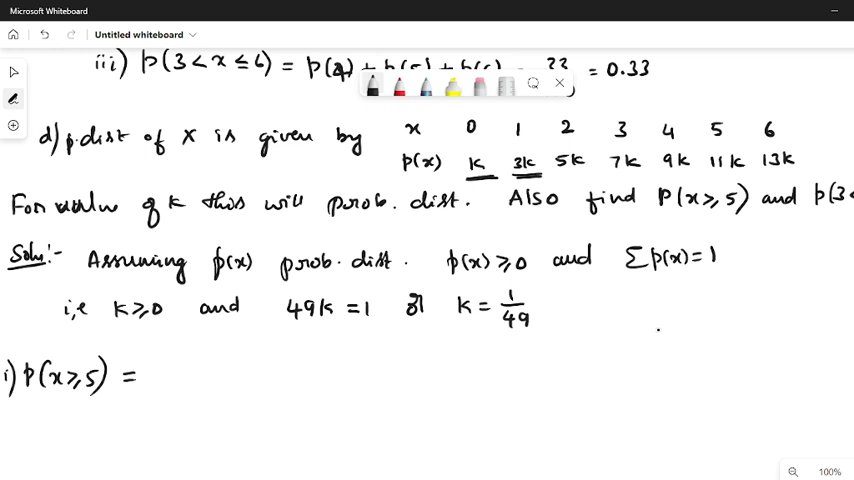 Microsoft Whiteboard
Untitled whiteboard
iii) p(3 < x ≤ 6) = p(4) + p(5) + = 33 = 0.33
d) p.dist of X is given by x 0 1 2 3 4 5 6
p(x) k 3k 5k 7k 9k 11k 13k
For value of k this will prob. dist. Also find P(x≥5) and p(3<
Soln:- Assuming p(x) prob. dist. p(x) ≥ 0 and Σp(x) = 1
i,e k≥0 and 49k = 1 or k = 1/49
i) p(x≥5) =
100%